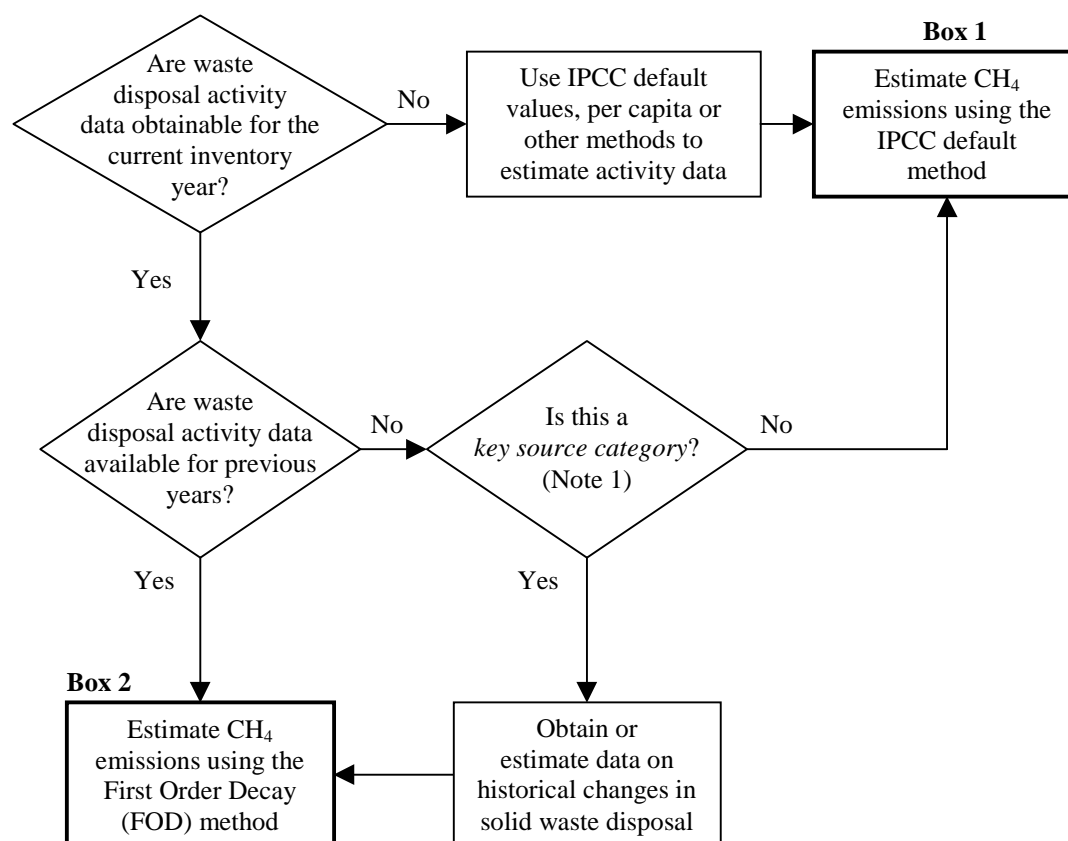 Box 1
Are waste
disposal activity
data obtainable for the
current inventory
year?
No
Use IPCC default
values, per capita or
other methods to
estimate activity data
Estimate CH₄
emissions using the
IPCC default
method
Yes
Are waste
disposal activity data
available for previous
years?
No
Is this a
key source category?
(Note 1)
No
Yes
Yes
Box 2
Estimate CH₄
emissions using the
First Order Decay
(FOD) method
Obtain or
estimate data on
historical changes in
solid waste disposal